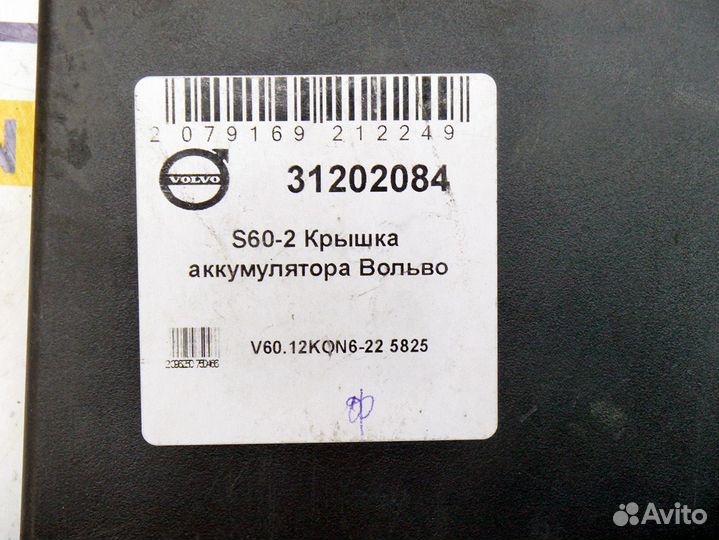 2 079169 212249
VOLVO
31202084
S60-2 Крышка
аккумулятора Вольво
V60.12KON6-22 5825
N
Avito